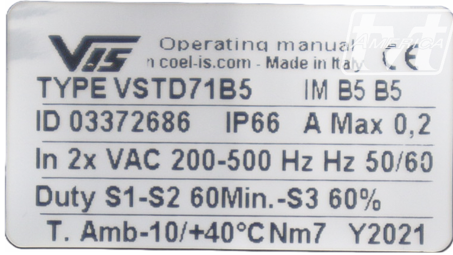 VIS Operating manual
n coel-is.com - Made in Italy CE
TYPE VSTD71B5 IM B5 B5
ID 03372686 IP66 A Max 0,2
In 2x VAC 200-500 Hz Hz 50/60
Duty S1-S2 60Min.-S3 60%
T. Amb-10/+40°C Nm7 Y2021